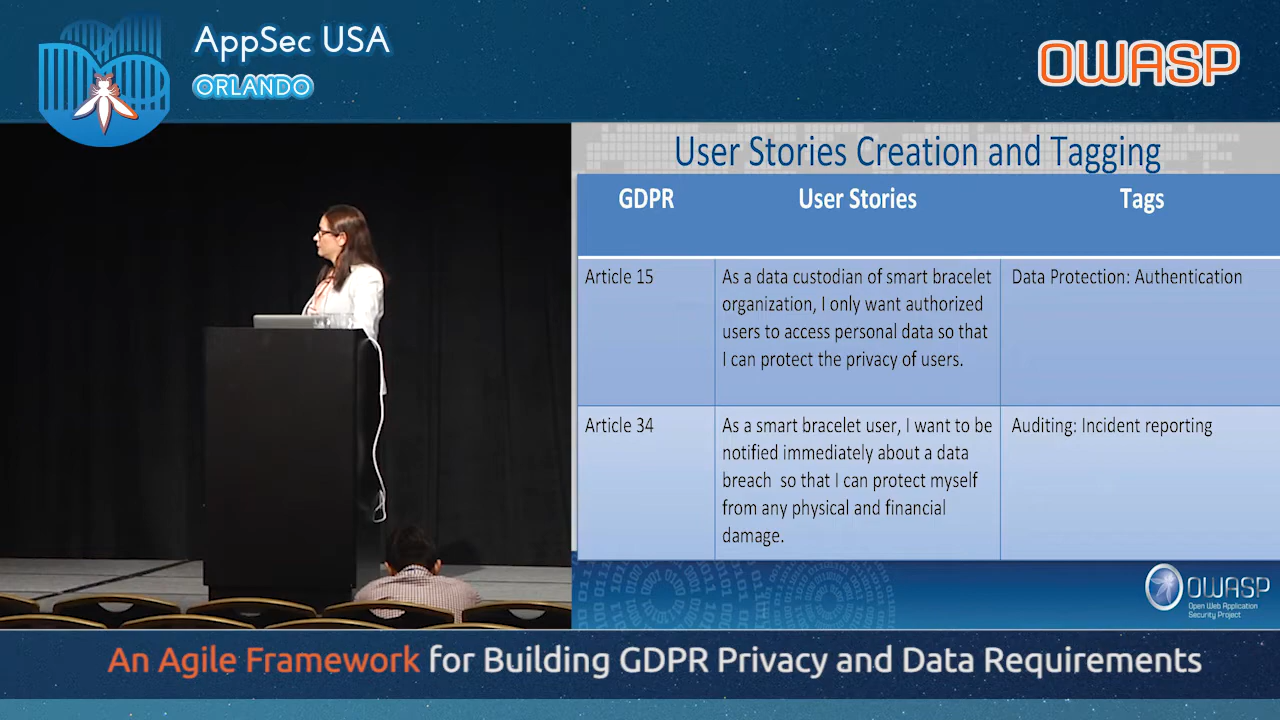 AppSec USA
ORLANDO
OWASP
User Stories Creation and Tagging
GDPR
User Stories
Tags
Article 15
As a data custodian of smart bracelet
organization, I only want authorized
users to access personal data so that
I can protect the privacy of users.
Data Protection: Authentication
Article 34
As a smart bracelet user, I want to be
notified immediately about a data
breach so that I can protect myself
from any physical and financial
damage.
Auditing: Incident reporting
OWASP
Open Web Application
Security Project
An Agile Framework for Building GDPR Privacy and Data Requirements